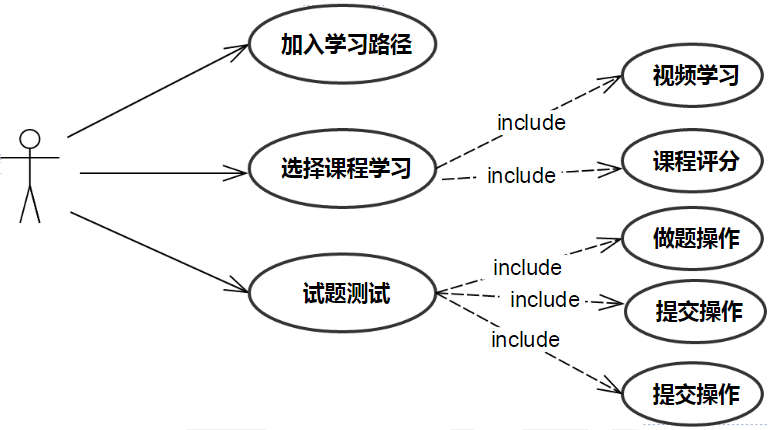 加入学习路径
视频学习
include
选择课程学习
include
课程评分
做题操作
include
试题测试
include
提交操作
include
提交操作